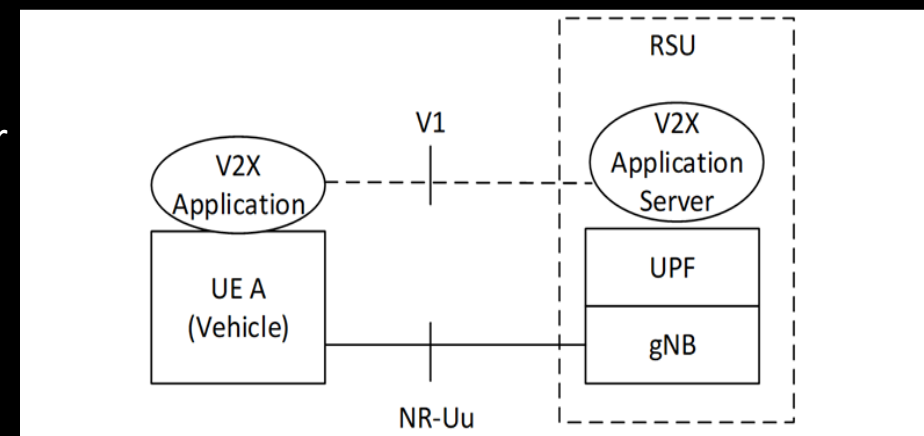 RSU
V1
V2X
Application
V2X
Application
Server
UE A
(Vehicle)
UPF
gNB
NR-Uu